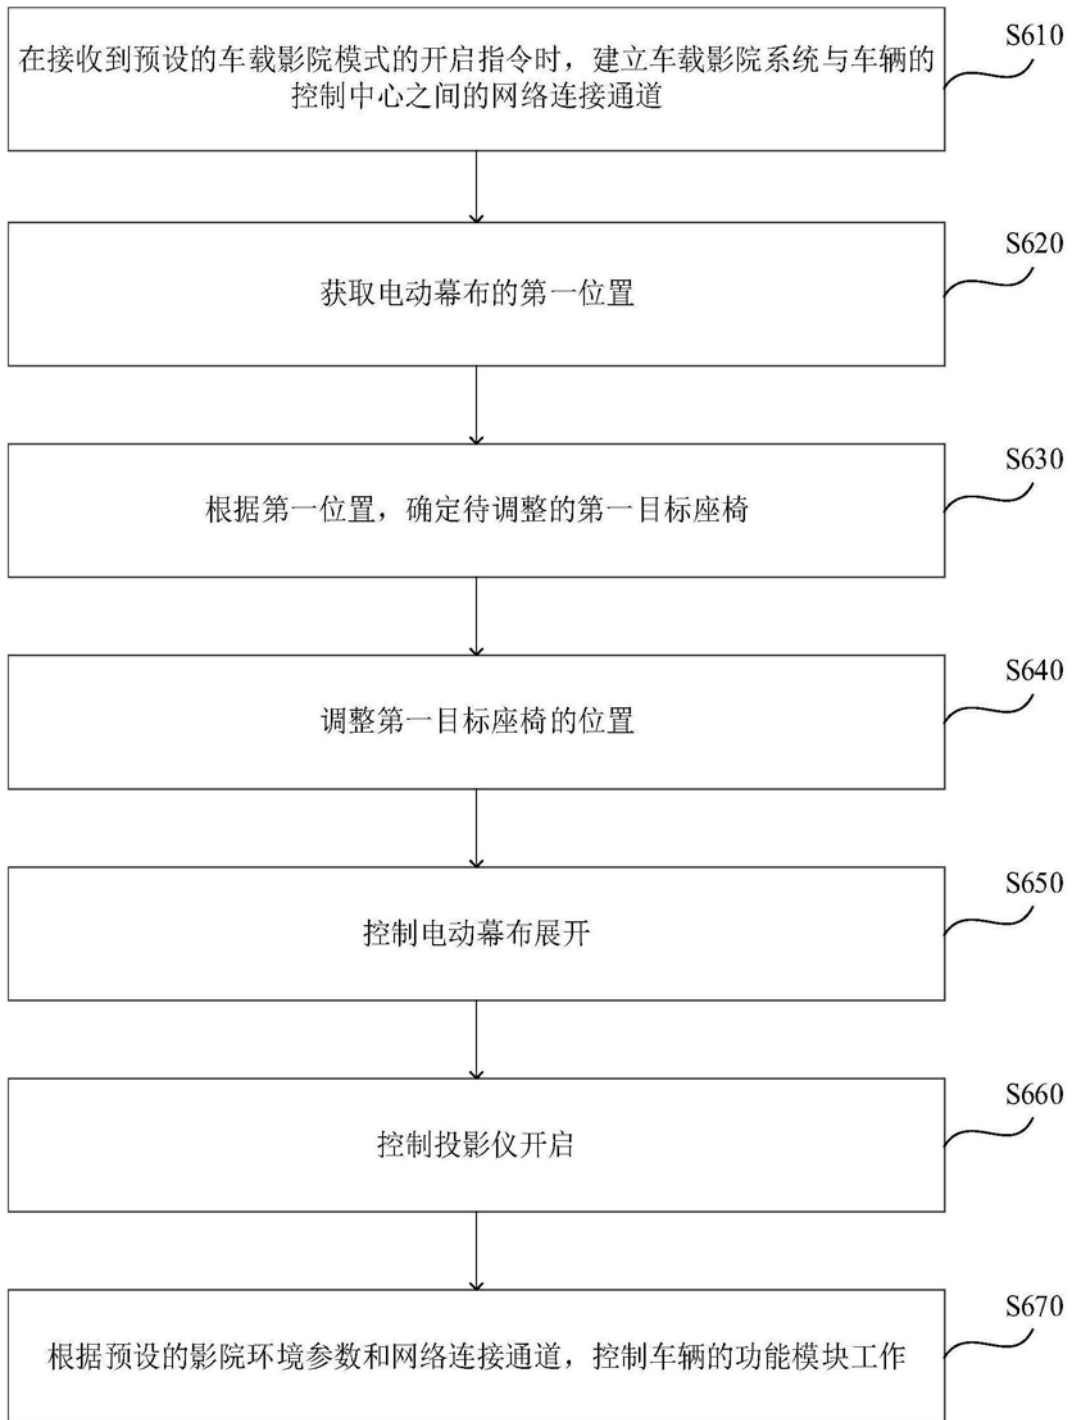 在接收到预设的车载影院模式的开启指令时，建立车载影院系统与车辆的
控制中心之间的网络连接通道
S610
获取电动幕布的第一位置
S620
根据第一位置，确定待调整的第一目标座椅
S630
调整第一目标座椅的位置
S640
控制电动幕布展开
S650
控制投影仪开启
S660
根据预设的影院环境参数和网络连接通道，控制车辆的功能模块工作
S670